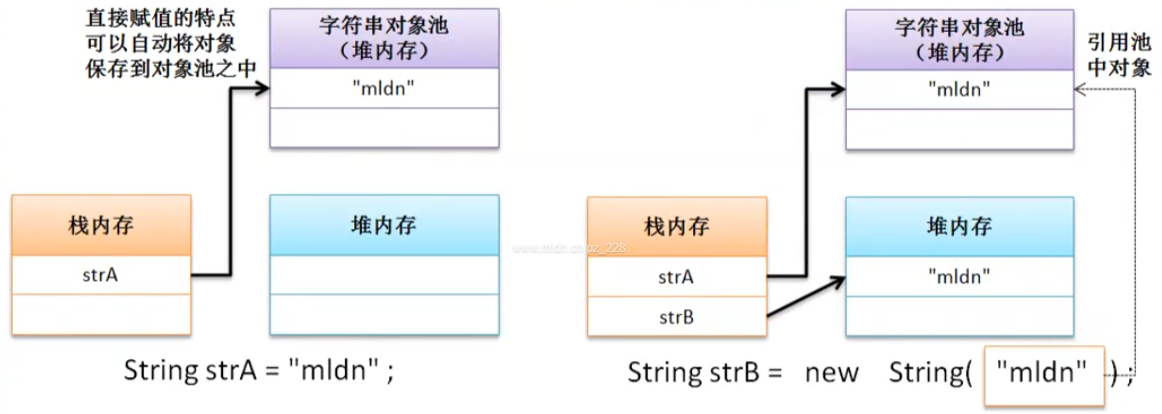 直接赋值的特点
可以自动将对象
保存到对象池之中
字符串对象池
（堆内存）
"mldn"
栈内存
strA
堆内存
String strA = "mldn" ;
字符串对象池
（堆内存）
"mldn"
引用池
中对象
栈内存
strA
strB
堆内存
"mldn"
String strB = new String( "mldn" ) ;